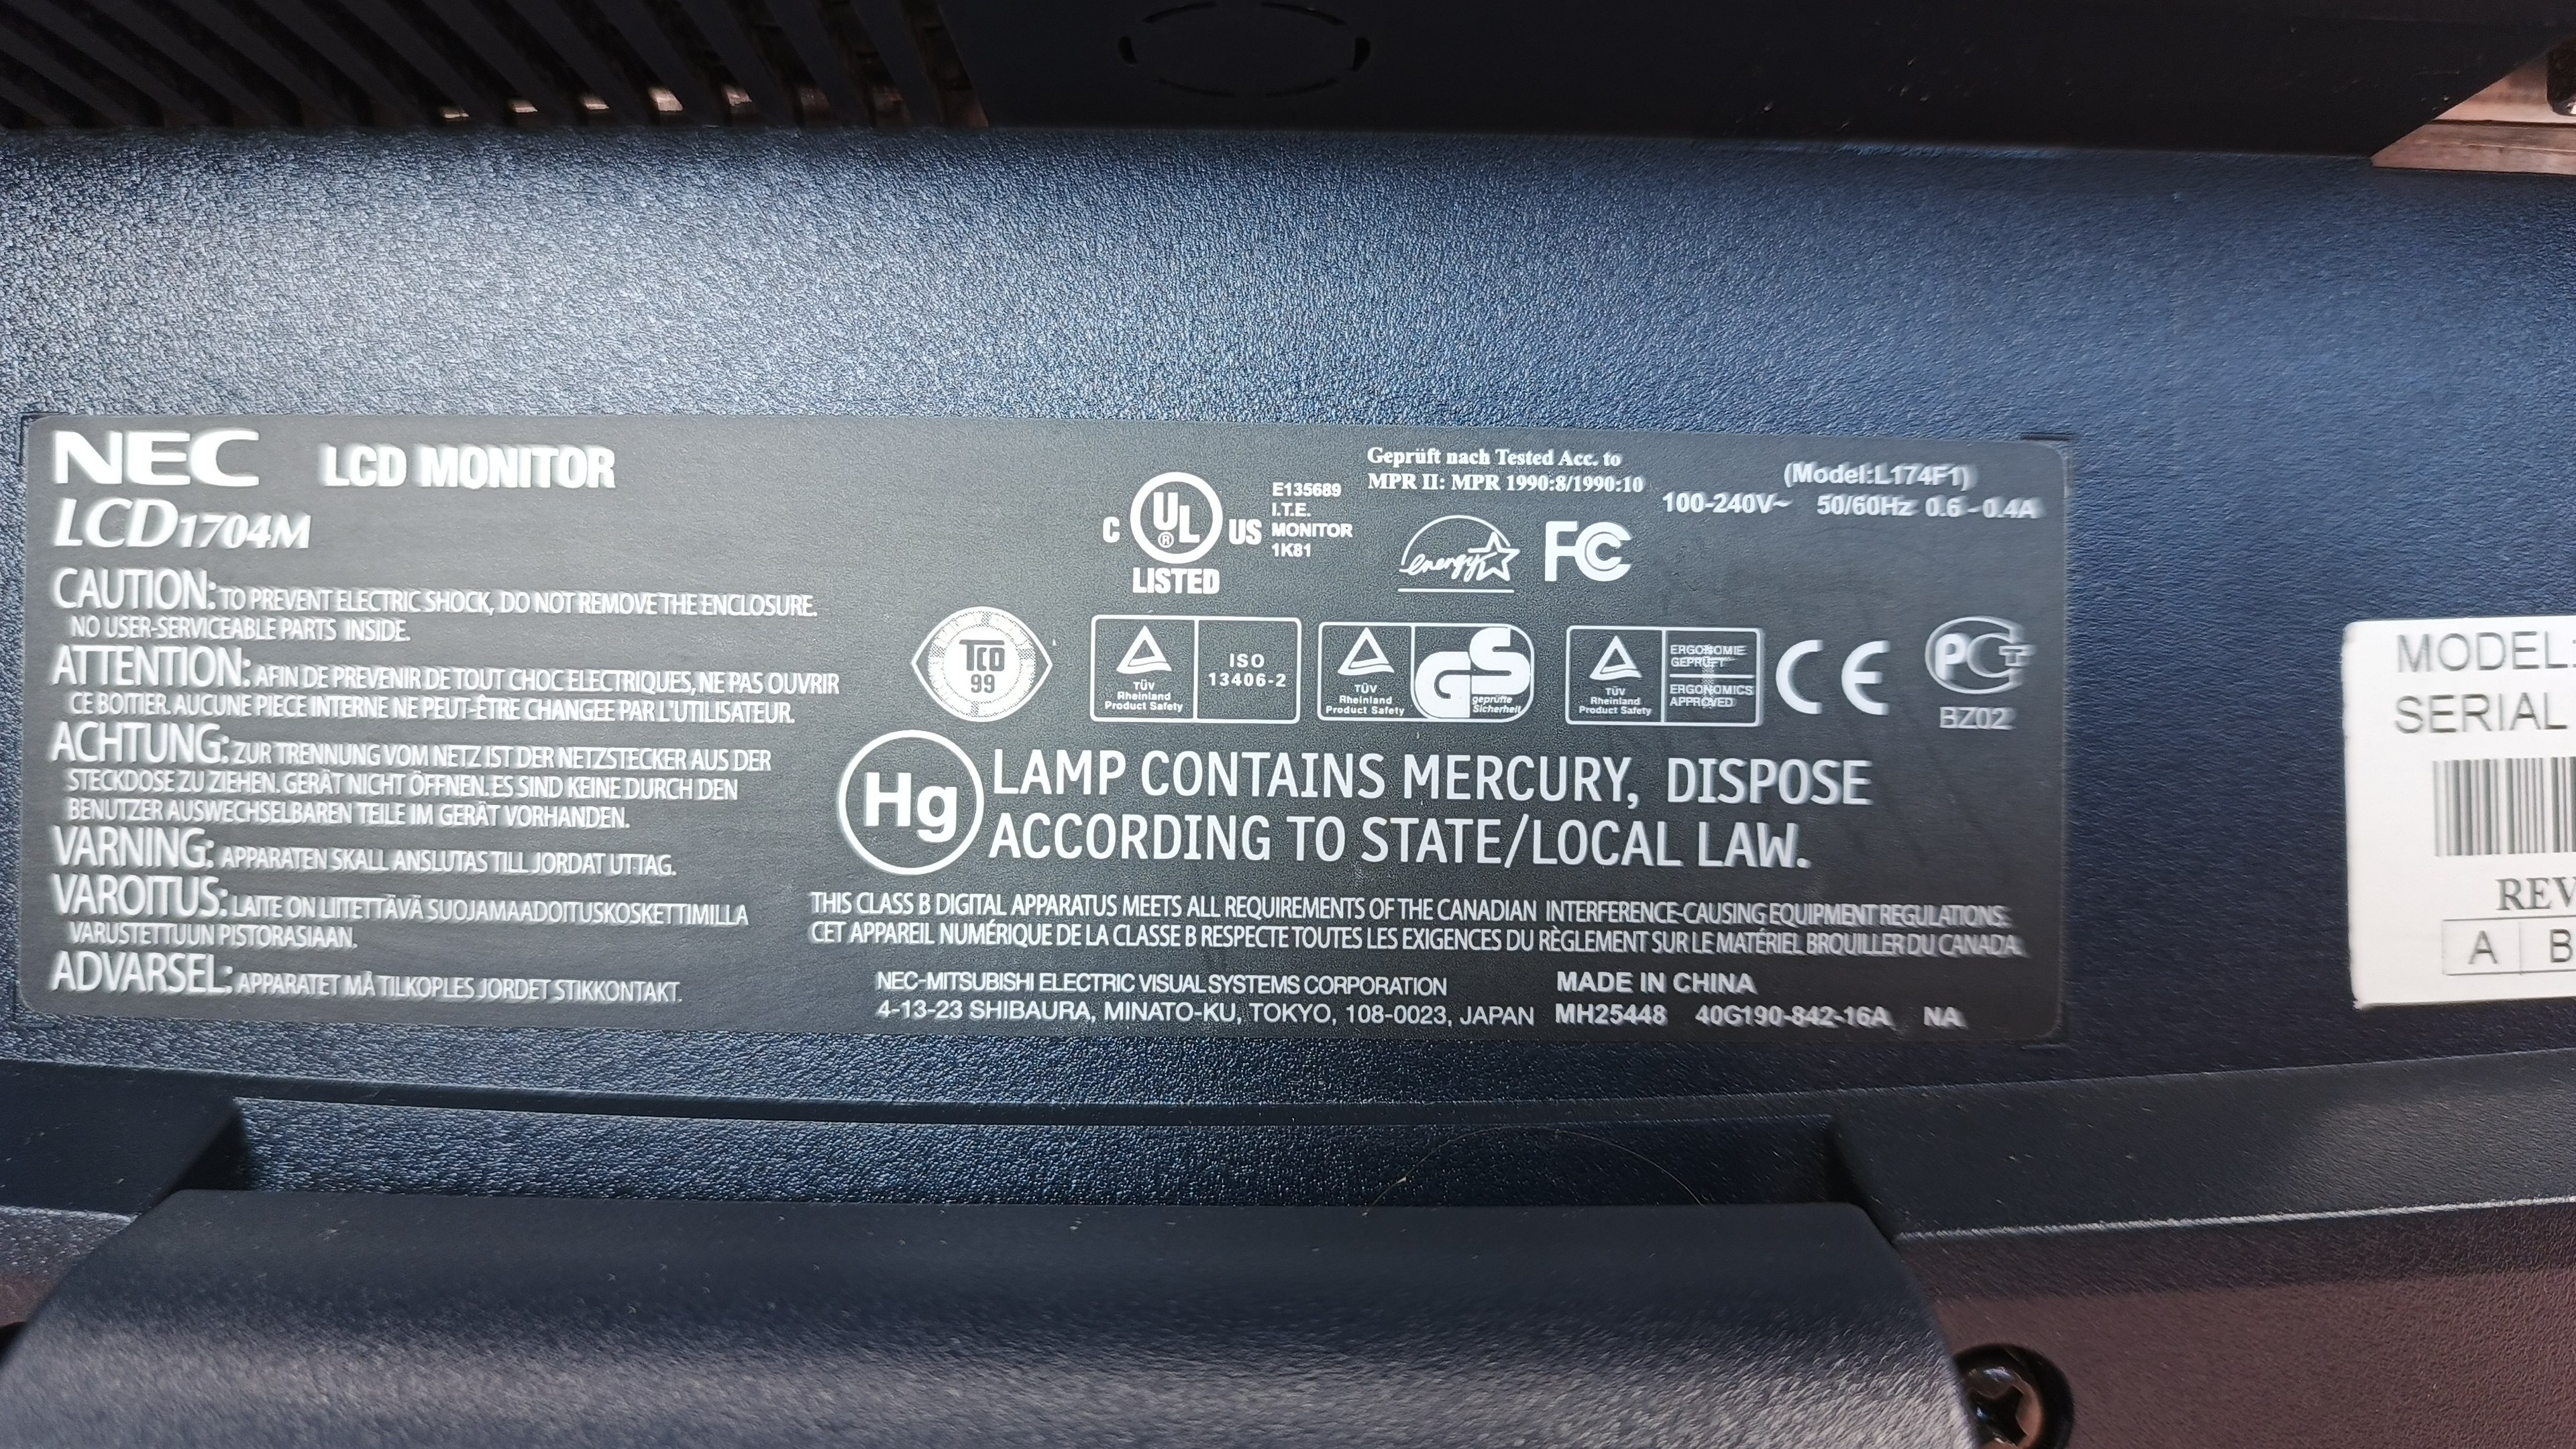 NEC LCD MONITOR
LCD1704M
CAUTION: TO PREVENT ELECTRIC SHOCK, DO NOT REMOVE THE ENCLOSURE.
NO USER-SERVICEABLE PARTS INSIDE.
ATTENTION: AFIN DE PREVENIR DE TOUT CHOC ELECTRIQUES, NE PAS OUVRIR
CE BOITIER. AUCUNE PIECE INTERNE NE PEUT-ÊTRE CHANGEE PAR L'UTILISATEUR.
ACHTUNG: ZUR TRENNUNG VOM NETZ IST DER NETZSTECKER AUS DER
STECKDOSE ZU ZIEHEN. GERÄT NICHT ÖFFNEN. ES SIND KEINE DURCH DEN
BENUTZER AUSWECHSELBAREN TEILE IM GERÄT VORHANDEN.
VARNING: APPARATEN SKALL ANSLUTAS TILL JORDAT UTTAG.
VAROITUS: LAITE ON LIITETTÄVÄ SUOJAMAADOITUSKOSKETTIMILLA
VARUSTETTUUN PISTORASIAAN.
ADVARSEL: APPARATET MÅ TILKOPLES JORDET STIKKONTAKT.
C UL ® US
LISTED
E135689
I.T.E.
MONITOR
1K81
Geprüft nach Tested Acc. to
MPR II: MPR 1990:8/1990:10
(Model:L174F1)
100-240V~ 50/60Hz 0.6 - 0.4A
energy
FC
TCO
99
TÜV
Rheinland
Product Safety
ISO
13406-2
TÜV
Rheinland
Product Safety
GS
geprüfte
Sicherheit
TÜV
Rheinland
Product Safety
ERGONOMIE
GEPRÜFT
ERGONOMICS
APPROVED
CE
PCT
BZ02
Hg LAMP CONTAINS MERCURY, DISPOSE
ACCORDING TO STATE/LOCAL LAW.
THIS CLASS B DIGITAL APPARATUS MEETS ALL REQUIREMENTS OF THE CANADIAN INTERFERENCE-CAUSING EQUIPMENT REGULATIONS.
CET APPAREIL NUMÉRIQUE DE LA CLASSE B RESPECTE TOUTES LES EXIGENCES DU RÈGLEMENT SUR LE MATÉRIEL BROUILLER DU CANADA.
NEC-MITSUBISHI ELECTRIC VISUAL SYSTEMS CORPORATION MADE IN CHINA
4-13-23 SHIBAURA, MINATO-KU, TOKYO, 108-0023, JAPAN MH25448 40G190-842-16A NA
MODEL:
SERIAL
REV
A B